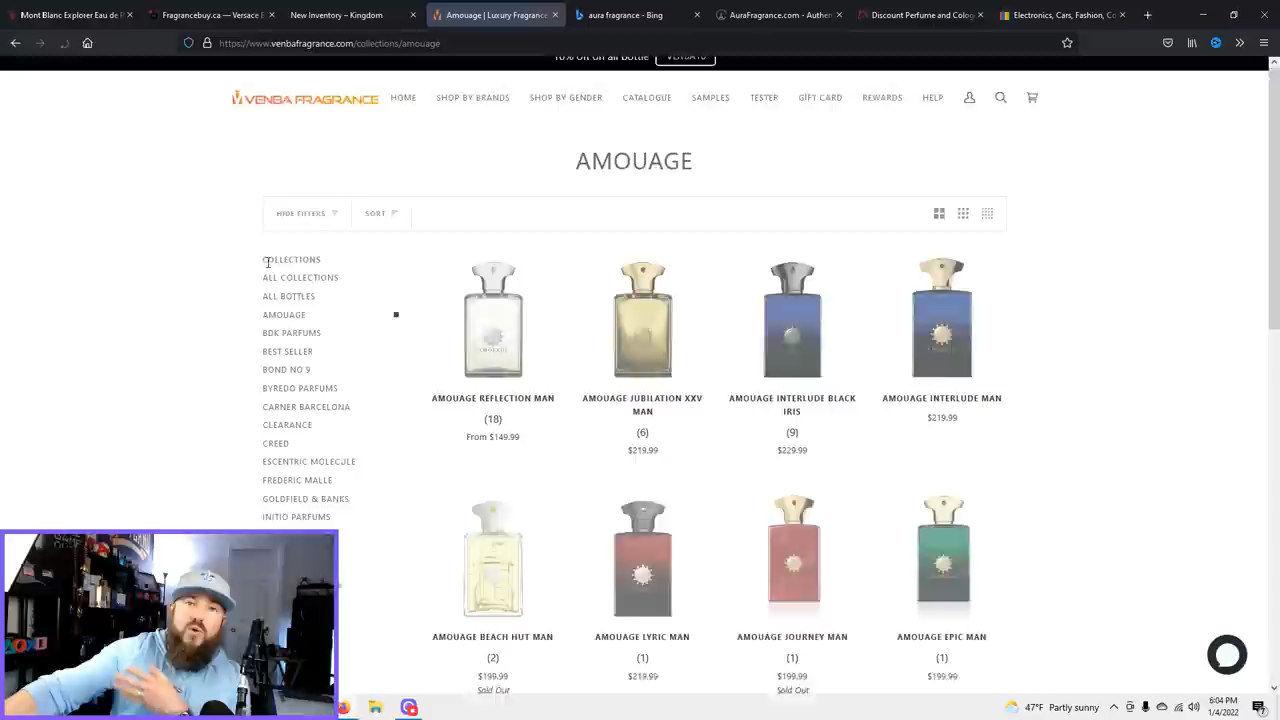 Mont Blanc Explorer Eau de P
Fragrancebuy.ca | - Versace
Amouage | Luxury Fragrance
aura fragrance - Bing
AuraFragrance.com - Authen
Discount Perfume and Colog
Electronics, Cars, Fashion, Co
https://www.venbafragrance.com/collections/amouage
10% Off on all Bottle VENBA10
VENBA FRAGRANCE HOME SHOP BY BRANDS SHOP BY GENDER CATALOGUE SAMPLES TESTER GIFT CARD REWARDS HELP
AMOUAGE
HIDE FILTERS SORT
COLLECTIONS
ALL COLLECTIONS
ALL BOTTLES
AMOUAGE
BDK PARFUMS
BEST SELLER
BOND NO 9
BYREDO PARFUMS
CARNER BARCELONA
CLEARANCE
CREED
ESCENTRIC MOLECULE
FREDERIC MALLE
GOLDFIELD & BANKS
INITIO PARFUMS
AMOUAGE REFLECTION MAN
(18)
From $149.99
AMOUAGE JUBILATION XXV
MAN
(6)
$219.99
AMOUAGE INTERLUDE BLACK
IRIS
(9)
$229.99
AMOUAGE INTERLUDE MAN
$219.99
AMOUAGE BEACH HUT MAN
(2)
$199.99
Sold Out
AMOUAGE LYRIC MAN
(1)
$219.99
AMOUAGE JOURNEY MAN
(1)
$199.99
Sold Out
AMOUAGE EPIC MAN
(1)
$199.99
47°F Partly sunny
6:04 PM
1/4/2022